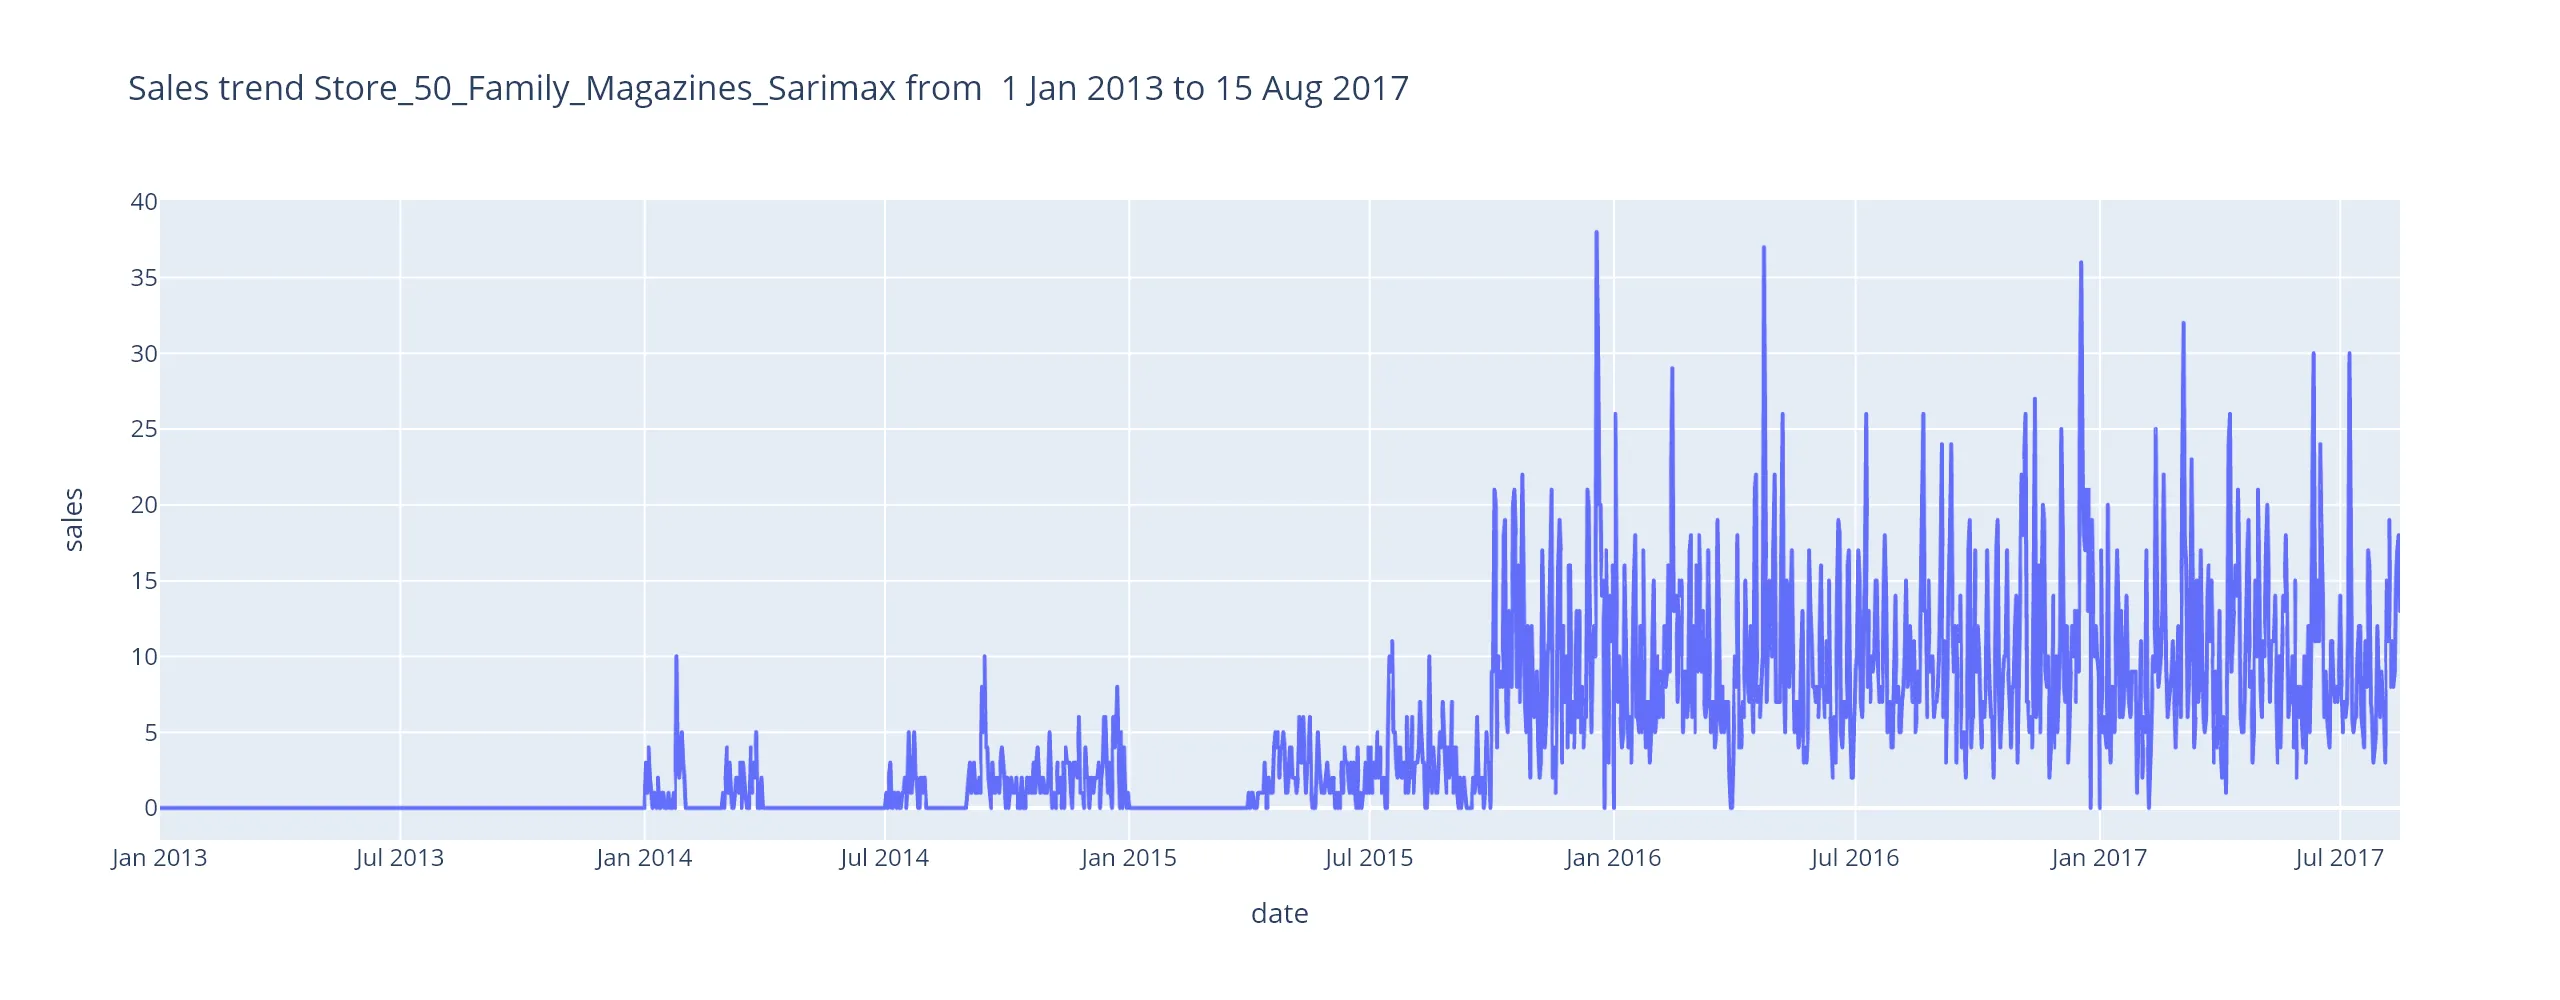 Sales trend Store_50_Family_Magazines_Sarimax from  1 Jan 2013 to 15 Aug 2017
40
35
30
25
20
15
10
5
0
sales
Jan 2013 Jul 2013 Jan 2014 Jul 2014 Jan 2015 Jul 2015 Jan 2016 Jul 2016 Jan 2017 Jul 2017
date